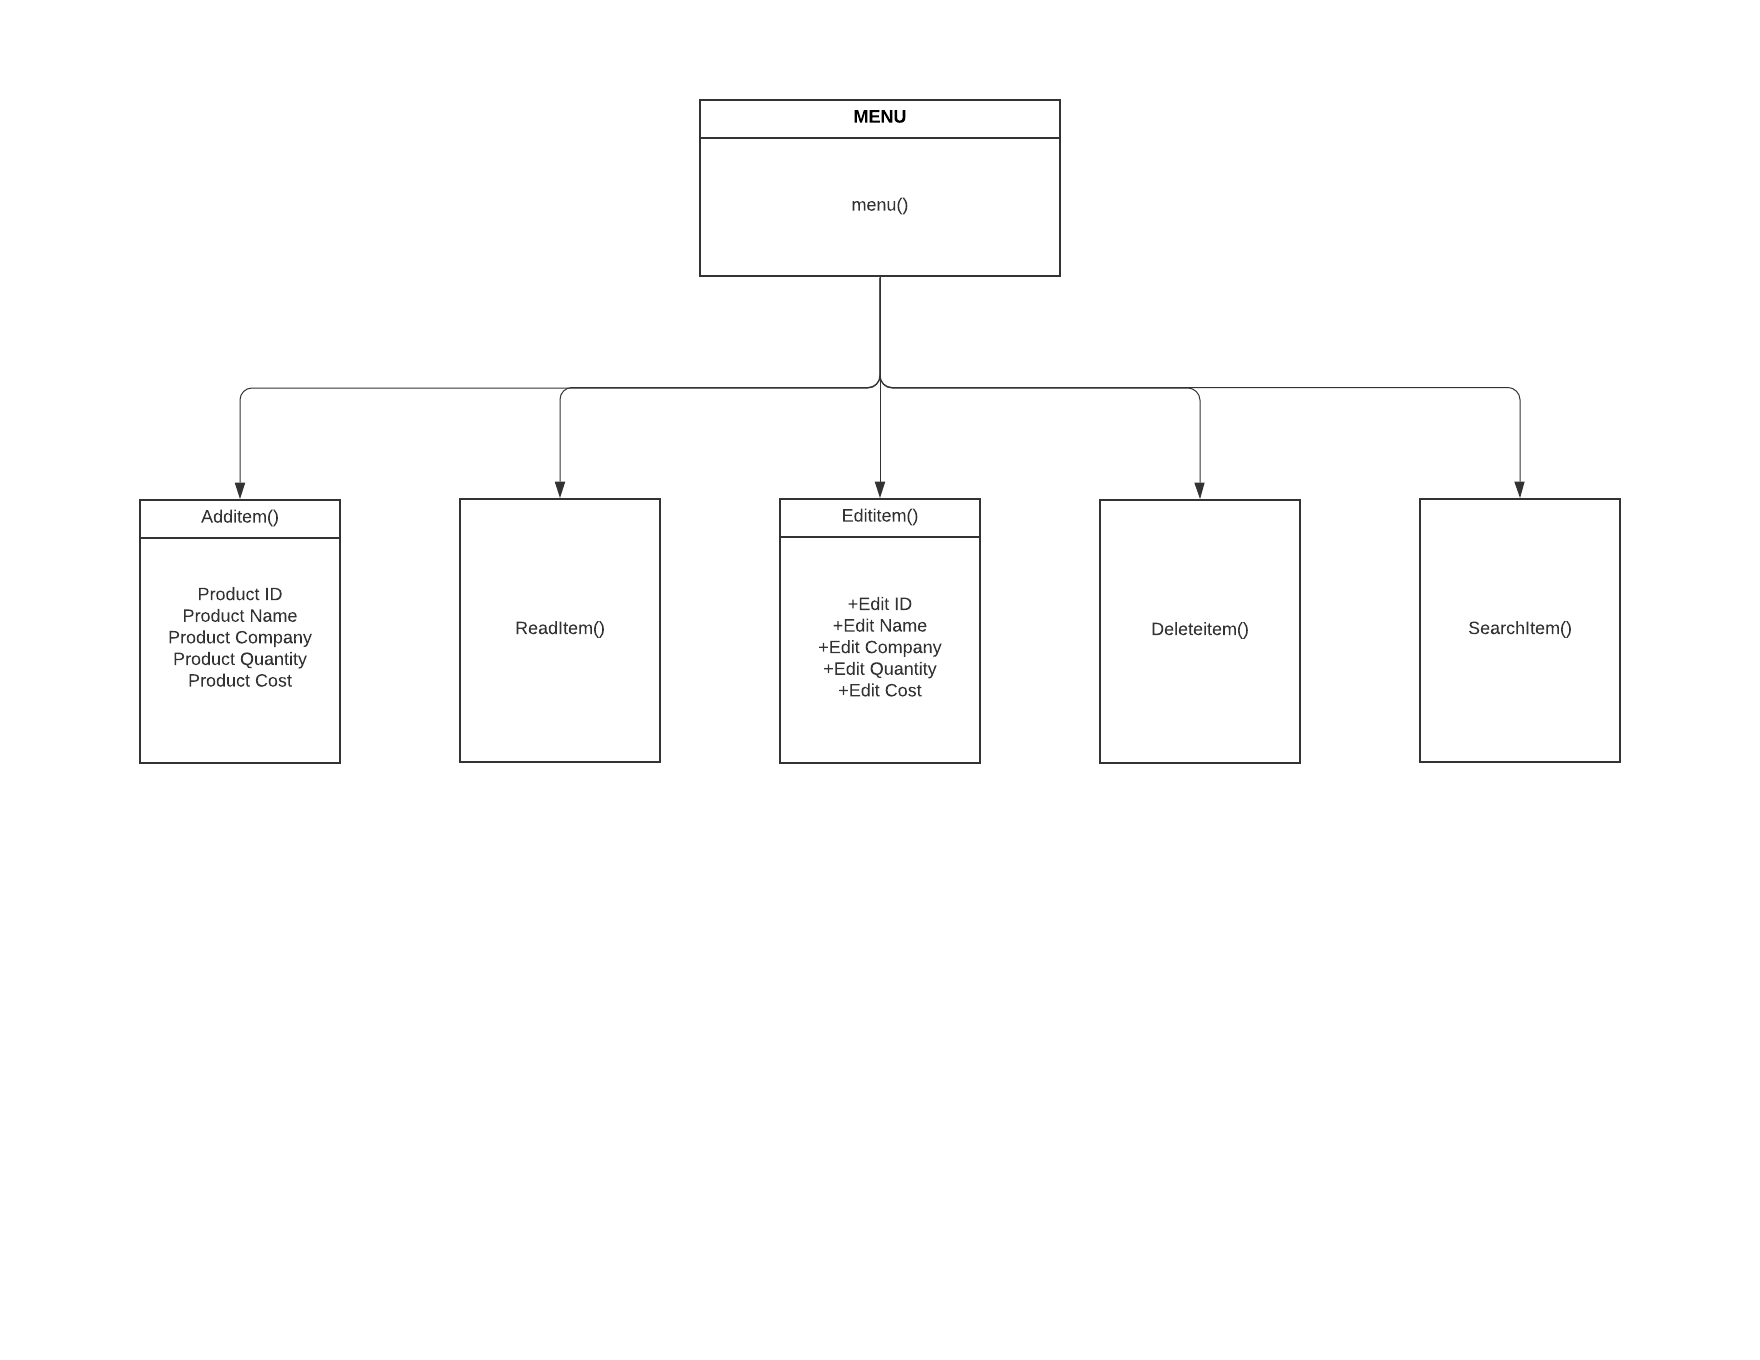 MENU
menu()
Additem()
Product ID
Product Name
Product Company
Product Quantity
Product Cost
ReadItem()
Edititem()
+Edit ID
+Edit Name
+Edit Company
+Edit Quantity
+Edit Cost
Deleteitem()
SearchItem()